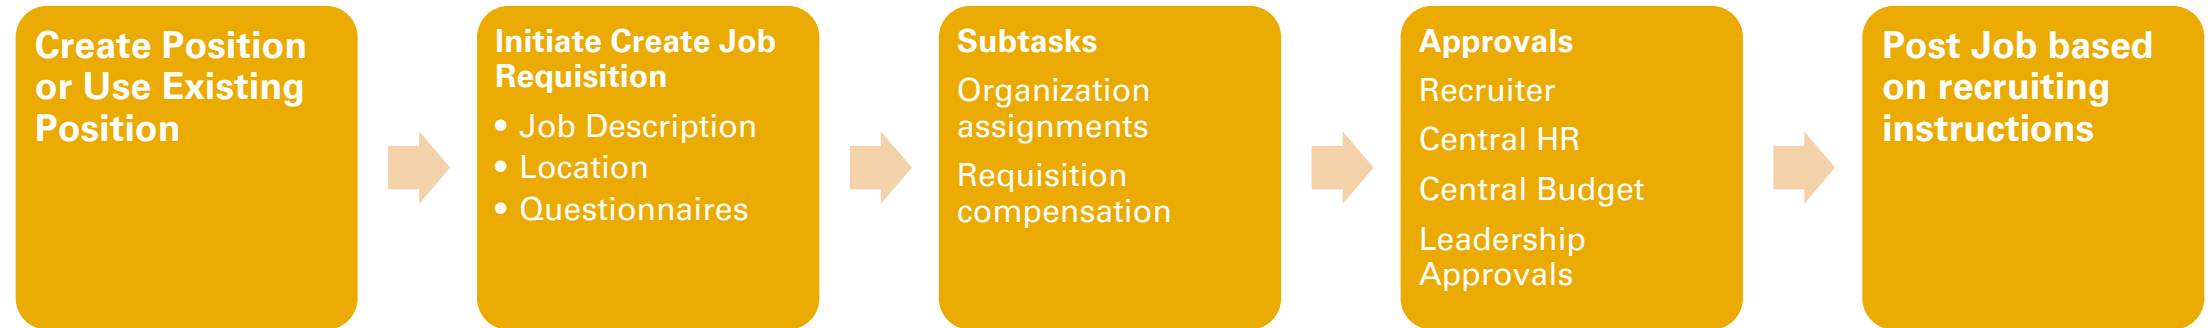 Create Position
or Use Existing
Position
Initiate Create Job
Requisition
• Job Description
• Location
• Questionnaires
Subtasks
Organization
assignments
Requisition
compensation
Approvals
Recruiter
Central HR
Central Budget
Leadership
Approvals
Post Job based
on recruiting
instructions